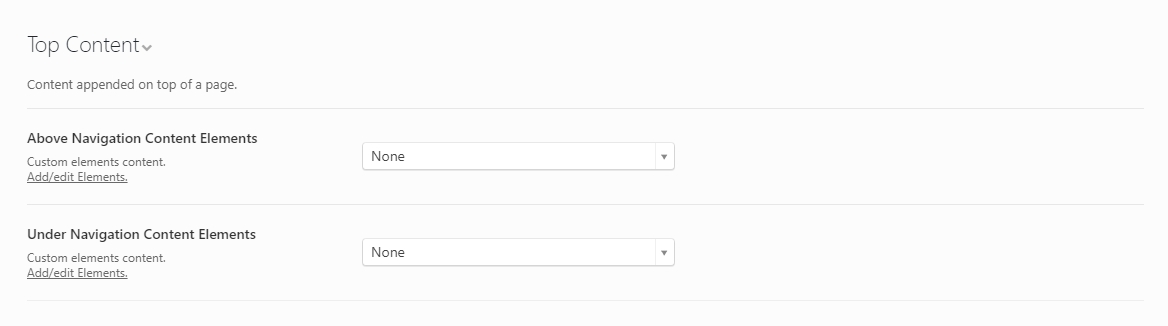 Top Content
Content appended on top of a page.
Above Navigation Content Elements
Custom elements content.
Add/edit Elements.
None
Under Navigation Content Elements
Custom elements content.
Add/edit Elements.
None